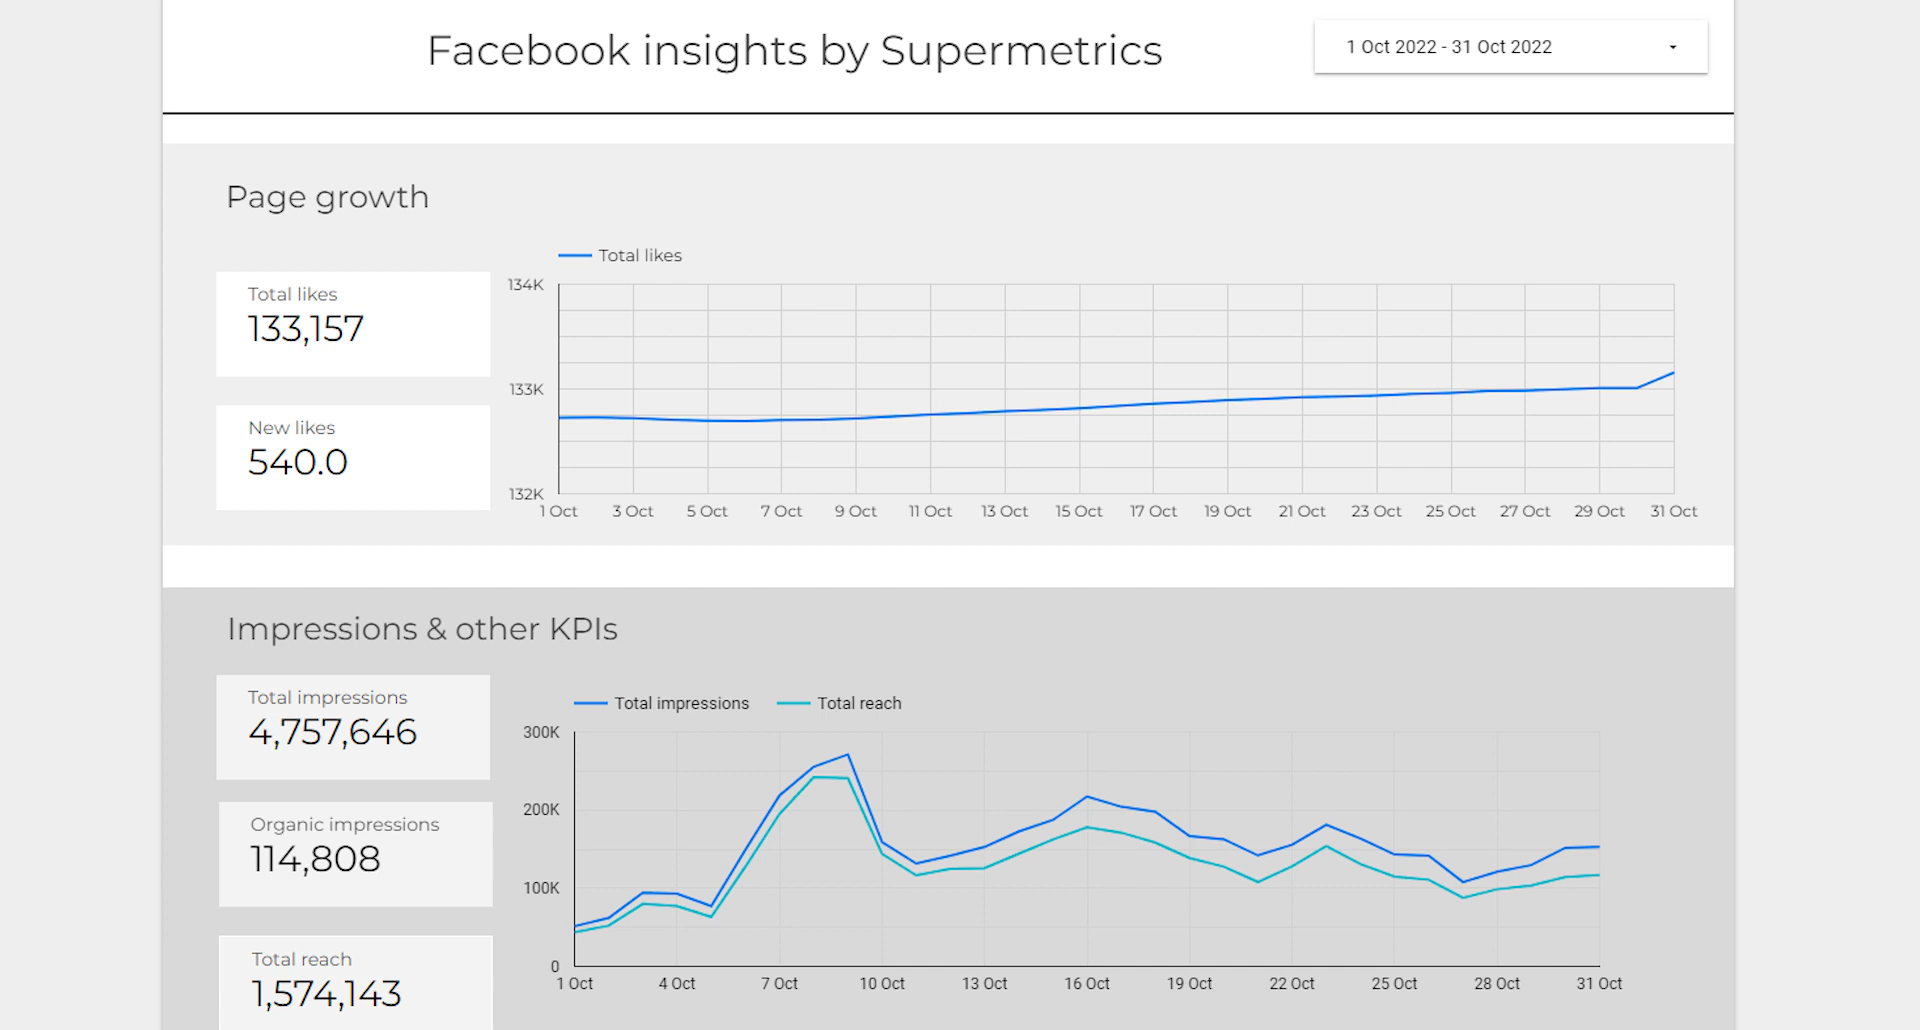 Facebook insights by Supermetrics
1 Oct 2022 - 31 Oct 2022
Page growth
Total likes
133,157
New likes
540.0
Total likes
134K
133K
132K
1 Oct 3 Oct 5 Oct 7 Oct 9 Oct 11 Oct 13 Oct 15 Oct 17 Oct 19 Oct 21 Oct 23 Oct 25 Oct 27 Oct 29 Oct 31 Oct
Impressions & other KPIs
Total impressions
4,757,646
Organic impressions
114,808
Total reach
1,574,143
Total impressions Total reach
300K
200K
100K
0
1 Oct 4 Oct 7 Oct 10 Oct 13 Oct 16 Oct 19 Oct 22 Oct 25 Oct 28 Oct 31 Oct